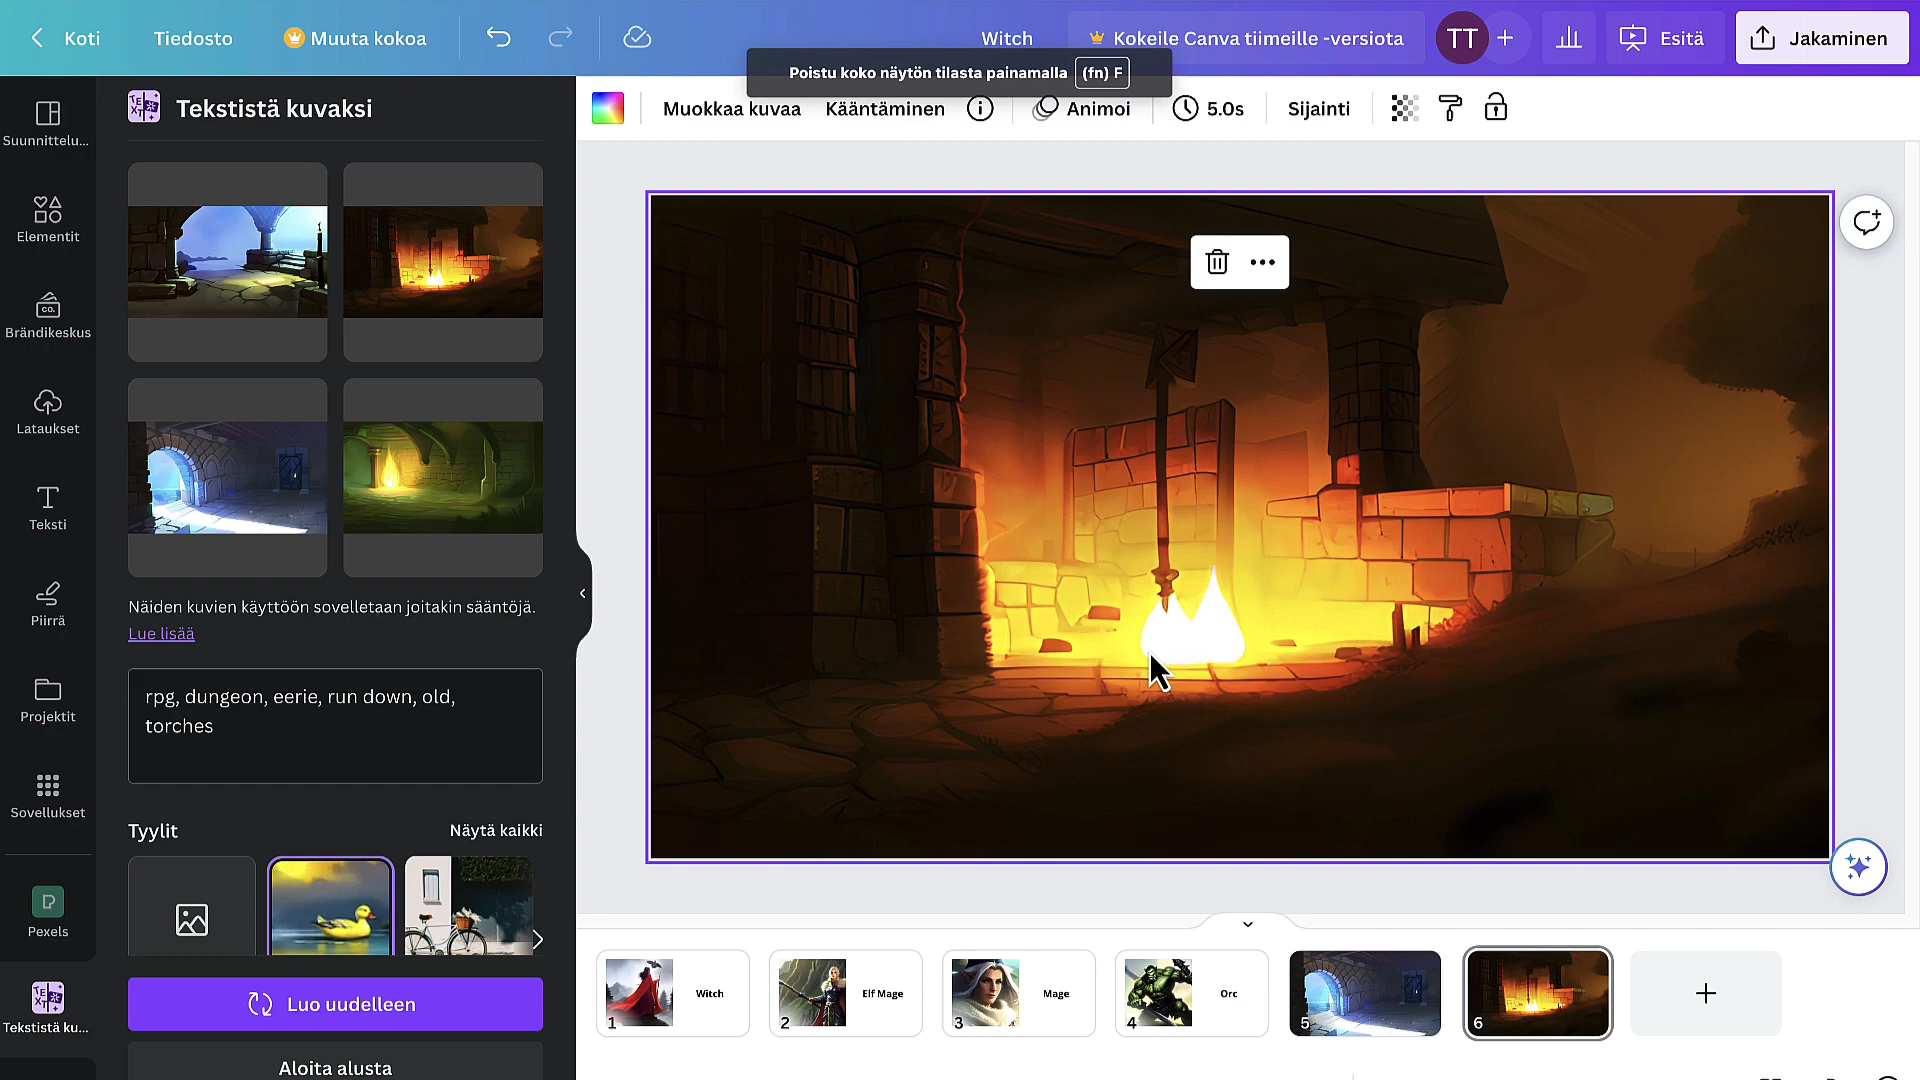 Koti
Tiedosto
Muuta kokoa
Witch
Kokeile Canva tiimeille -versiota
TT
Esitä
Jakaminen
Poistu koko näytön tilasta painamalla (fn) F
Suunnittelu...
Elementit
CO.
Brändikeskus
Lataukset
Teksti
Piirrä
Projektit
Sovellukset
Pexels
Tekstistä ku...
Tekstistä kuvaksi
Näiden kuvien käyttöön sovelletaan joitakin sääntöjä.
Lue lisää
rpg, dungeon, eerie, run down, old,
torches
Tyylit
Näytä kaikki
Luo uudelleen
Aloita alusta
Muokkaa kuvaa
Kääntäminen
Animoi
5.0s
Sijainti
1 Witch
2 Elf Mage
3 Mage
4 Orc
5
6